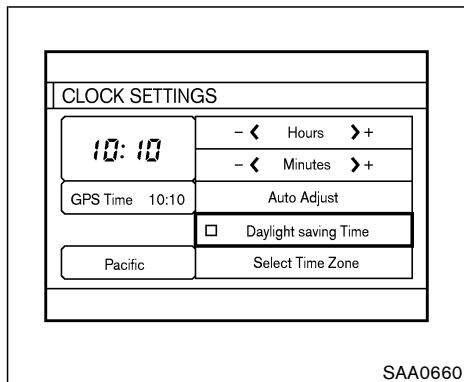 CLOCK SETTINGS
10:10
- Hours +
- Minutes +
GPS Time 10:10
Auto Adjust
Daylight saving Time
Pacific
Select Time Zone
SAA0660